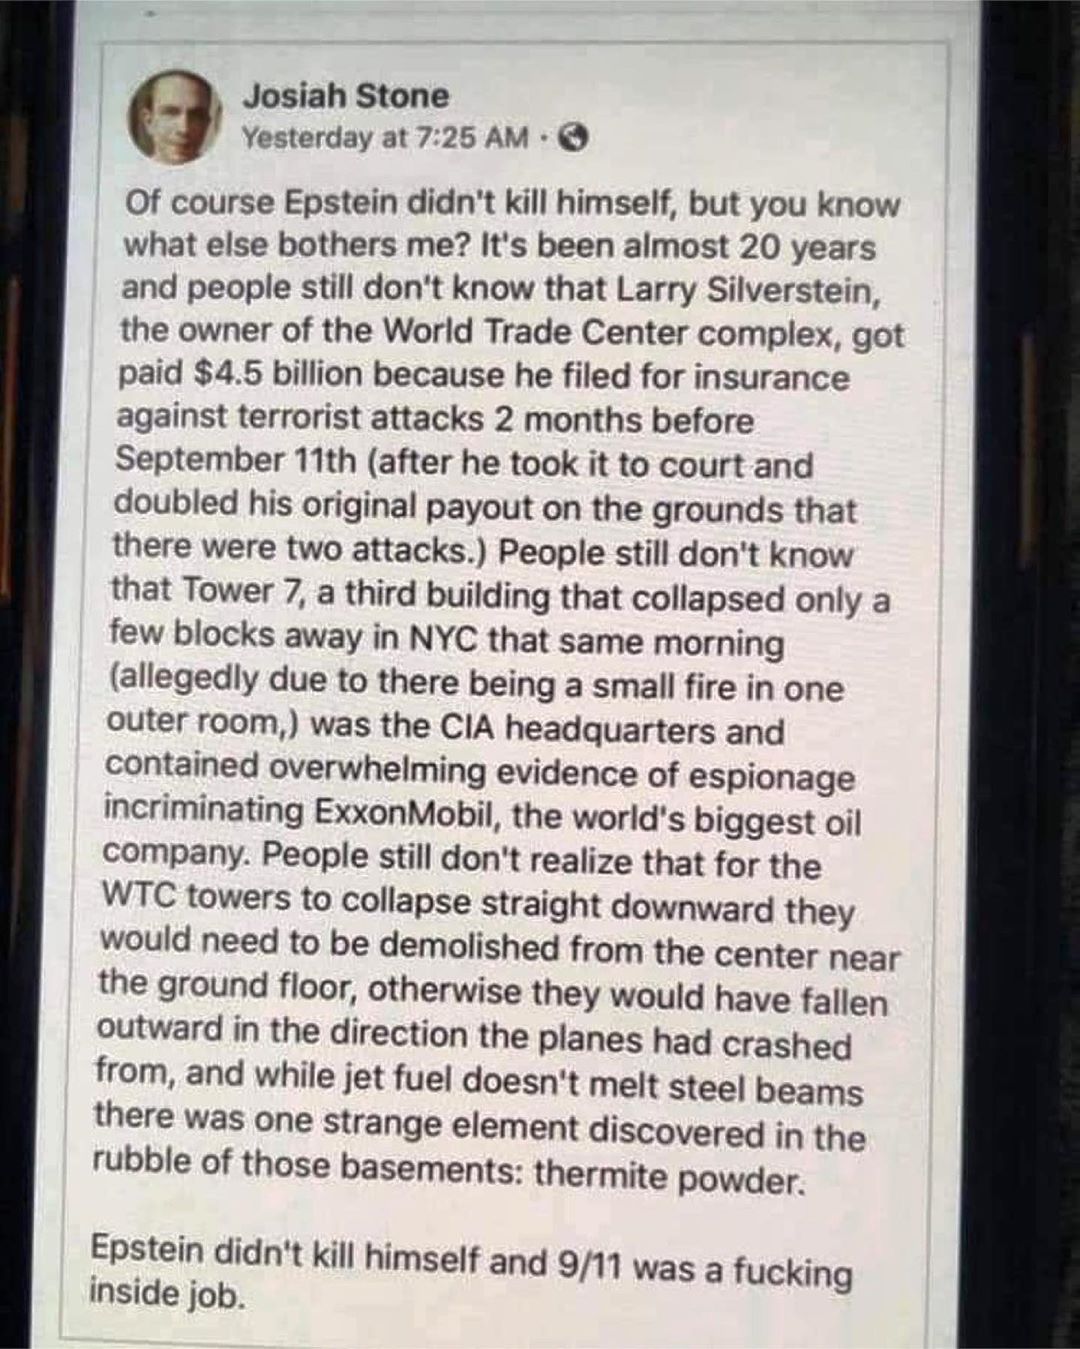 Josiah Stone
Yesterday at 7:25 AM ·
Of course Epstein didn't kill himself, but you know
what else bothers me? It's been almost 20 years
and people still don't know that Larry Silverstein,
the owner of the World Trade Center complex, got
paid $4.5 billion because he filed for insurance
against terrorist attacks 2 months before
September 11th (after he took it to court and
doubled his original payout on the grounds that
there were two attacks.) People still don't know
that Tower 7, a third building that collapsed only a
few blocks away in NYC that same morning
(allegedly due to there being a small fire in one
outer room,) was the CIA headquarters and
contained overwhelming evidence of espionage
incriminating ExxonMobil, the world's biggest oil
company. People still don't realize that for the
WTC towers to collapse straight downward they
would need to be demolished from the center near
the ground floor, otherwise they would have fallen
outward in the direction the planes had crashed
from, and while jet fuel doesn't melt steel beams
there was one strange element discovered in the
rubble of those basements: thermite powder.
Epstein didn't kill himself and 9/11 was a fucking
inside job.